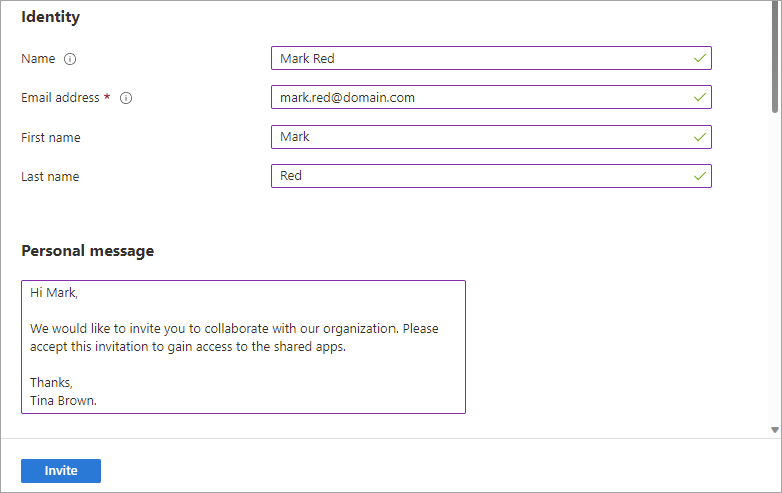 Identity
Name
Mark Red
Email address *
mark.red@domain.com
First name
Mark
Last name
Red
Personal message
Hi Mark,
We would like to invite you to collaborate with our organization. Please
accept this invitation to gain access to the shared apps.
Thanks,
Tina Brown.
Invite